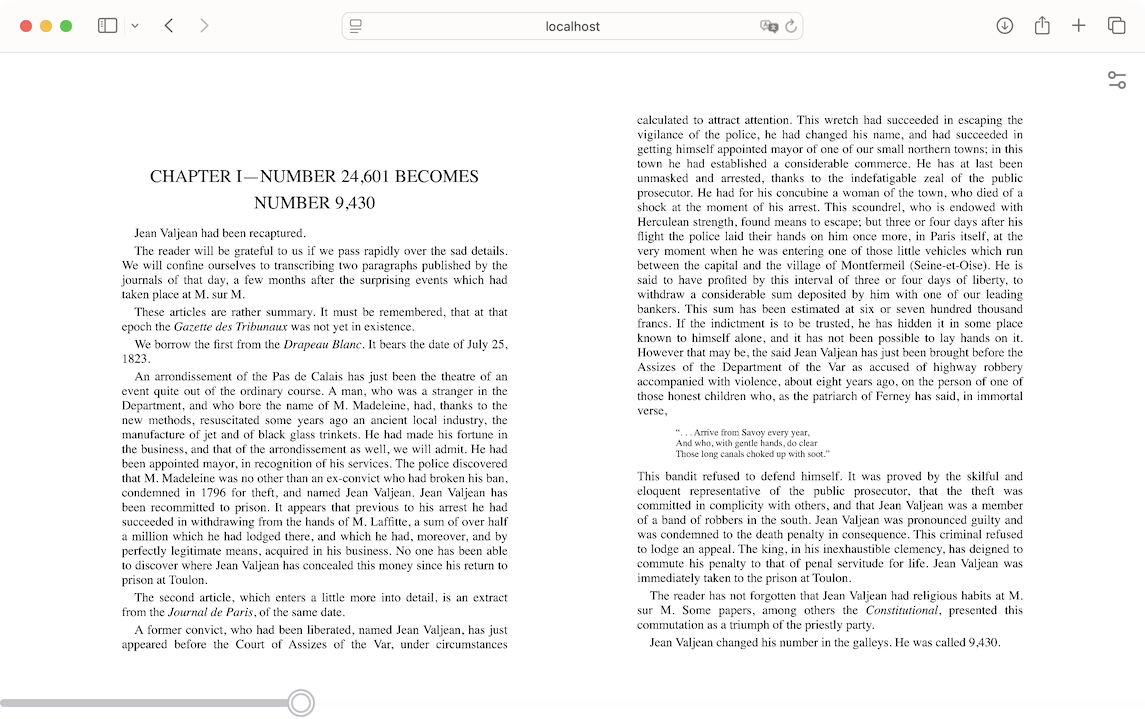 localhost
CHAPTER I—NUMBER 24,601 BECOMES
NUMBER 9,430
Jean Valjean had been recaptured.
The reader will be grateful to us if we pass rapidly over the sad details.
We will confine ourselves to transcribing two paragraphs published by the
journals of that day, a few months after the surprising events which had
taken place at M. sur M.
These articles are rather summary. It must be remembered, that at that
epoch the Gazette des Tribunaux was not yet in existence.
We borrow the first from the Drapeau Blanc. It bears the date of July 25,
1823.
An arrondissement of the Pas de Calais has just been the theatre of an
event quite out of the ordinary course. A man, who was a stranger in the
Department, and who bore the name of M. Madeleine, had, thanks to the
new methods, resuscitated some years ago an ancient local industry, the
manufacture of jet and of black glass trinkets. He had made his fortune in
the business, and that of the arrondissement as well, we will admit. He had
been appointed mayor, in recognition of his services. The police discovered
that M. Madeleine was no other than an ex-convict who had broken his ban,
condemned in 1796 for theft, and named Jean Valjean. Jean Valjean has
been recommitted to prison. It appears that previous to his arrest he had
succeeded in withdrawing from the hands of M. Laffitte, a sum of over half
a million which he had lodged there, and which he had, moreover, and by
perfectly legitimate means, acquired in his business. No one has been able
to discover where Jean Valjean has concealed this money since his return to
prison at Toulon.
The second article, which enters a little more into detail, is an extract
from the Journal de Paris, of the same date.
A former convict, who had been liberated, named Jean Valjean, has just
appeared before the Court of Assizes of the Var, under circumstances
calculated to attract attention. This wretch had succeeded in escaping the
vigilance of the police, he had changed his name, and had succeeded in
getting himself appointed mayor of one of our small northern towns; in this
town he had established a considerable commerce. He has at last been
unmasked and arrested, thanks to the indefatigable zeal of the public
prosecutor. He had for his concubine a woman of the town, who died of a
shock at the moment of his arrest. This scoundrel, who is endowed with
Herculean strength, found means to escape; but three or four days after his
flight the police laid their hands on him once more, in Paris itself, at the
very moment when he was entering one of those little vehicles which run
between the capital and the village of Montfermeil (Seine-et-Oise). He is
said to have profited by this interval of three or four days of liberty, to
withdraw a considerable sum deposited by him with one of our leading
bankers. This sum has been estimated at six or seven hundred thousand
francs. If the indictment is to be trusted, he has hidden it in some place
known to himself alone, and it has not been possible to lay hands on it.
However that may be, the said Jean Valjean has just been brought before the
Assizes of the Department of the Var as accused of highway robbery
accompanied with violence, about eight years ago, on the person of one of
those honest children who, as the patriarch of Ferney has said, in immortal
verse,
“. . . Arrive from Savoy every year,
And who, with gentle hands, do clear
Those long canals choked up with soot.”
This bandit refused to defend himself. It was proved by the skilful and
eloquent representative of the public prosecutor, that the theft was
committed in complicity with others, and that Jean Valjean was a member
of a band of robbers in the south. Jean Valjean was pronounced guilty and
was condemned to the death penalty in consequence. This criminal refused
to lodge an appeal. The king, in his inexhaustible clemency, has deigned to
commute his penalty to that of penal servitude for life. Jean Valjean was
immediately taken to the prison at Toulon.
The reader has not forgotten that Jean Valjean had religious habits at M.
sur M. Some papers, among others the Constitutional, presented this
commutation as a triumph of the priestly party.
Jean Valjean changed his number in the galleys. He was called 9,430.